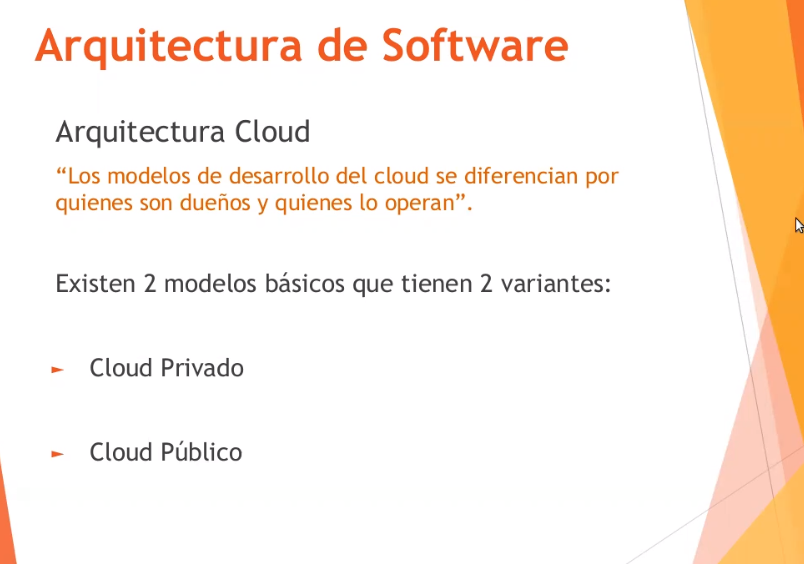 Arquitectura de Software
Arquitectura Cloud
“Los modelos de desarrollo del cloud se diferencian por
quienes son dueños y quienes lo operan”.
Existen 2 modelos básicos que tienen 2 variantes:
► Cloud Privado
► Cloud Público